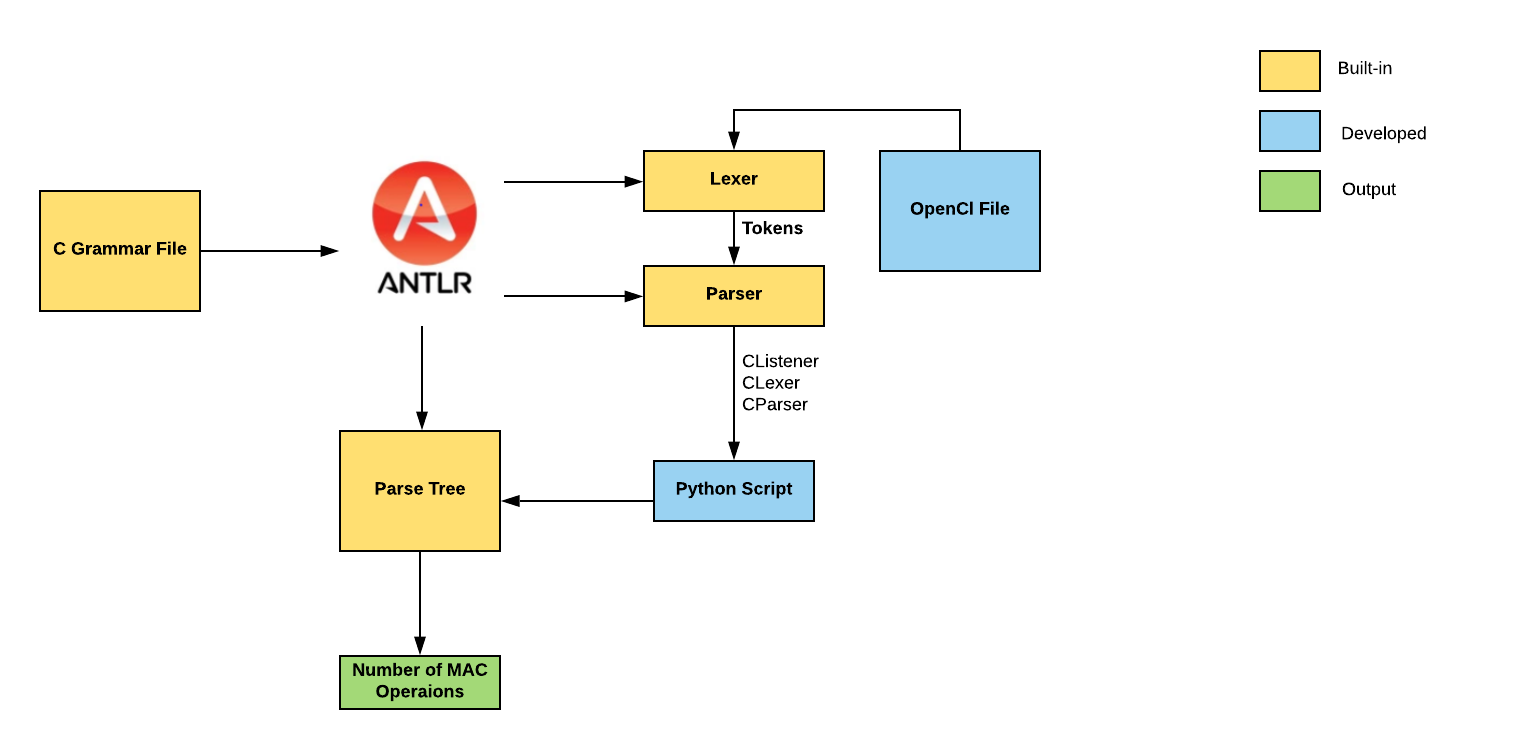 Built-in
Developed
Output
Lexer
OpenCl File
Tokens
C Grammar File
ANTLR
Parser
CListener
CLexer
CParser
Parse Tree
Python Script
Number of MAC
Operaions